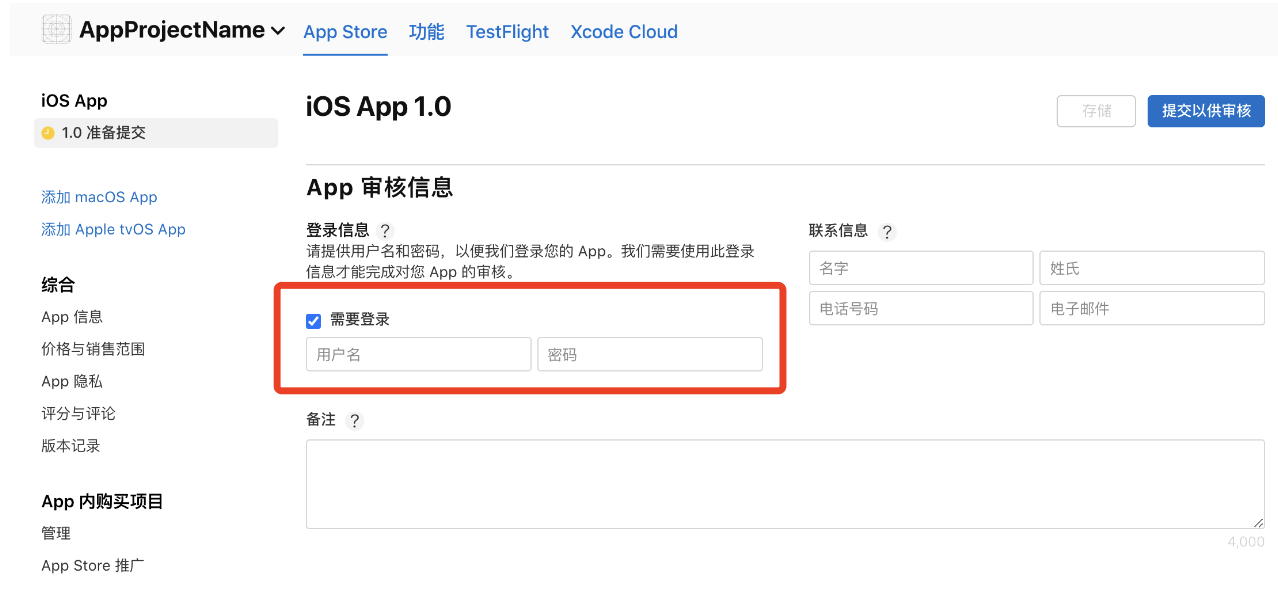 AppProjectName App Store 功能 TestFlight Xcode Cloud
iOS App
1.0 准备提交
添加 macOS App
添加 Apple tvOS App
综合
App 信息
价格与销售范围
App 隐私
评分与评论
版本记录
App 内购买项目
管理
App Store 推广
iOS App 1.0
存储 提交以供审核
App 审核信息
登录信息 ?
请提供用户名和密码，以便我们登录您的 App。我们需要使用此登录
信息才能完成对您 App 的审核。
需要登录
用户名 密码
联系信息 ?
名字 姓氏
电话号码 电子邮件
备注 ?
4,000